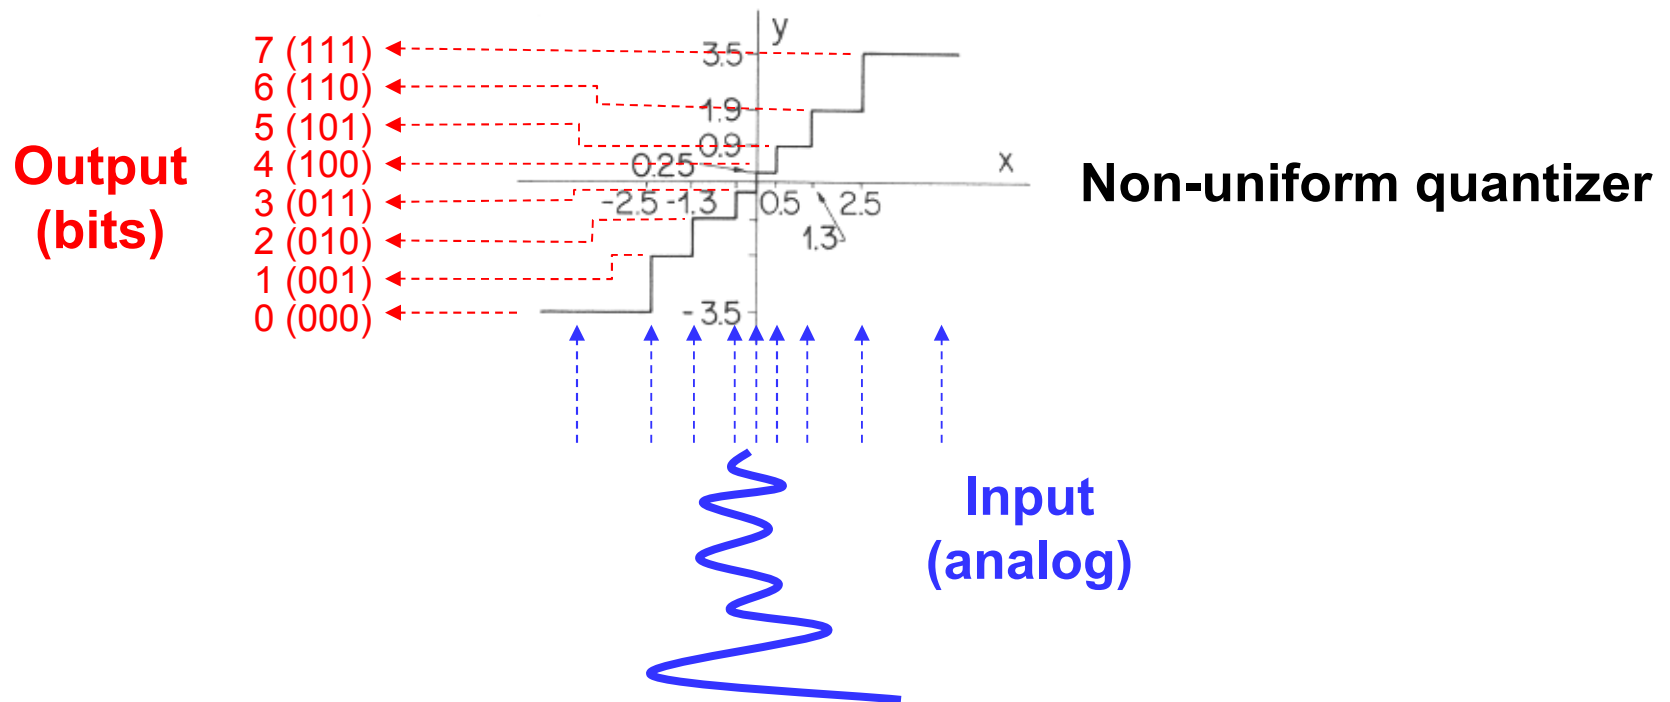 y
7 (111)
3.5
6 (110)
1.9
5 (101)
0.9
Output
(bits)
4 (100)
0.25
x
Non-uniform quantizer
3 (011)
-2.5 -1.3 0.5 2.5
2 (010)
1.3
1 (001)
0 (000)
-3.5
Input
(analog)